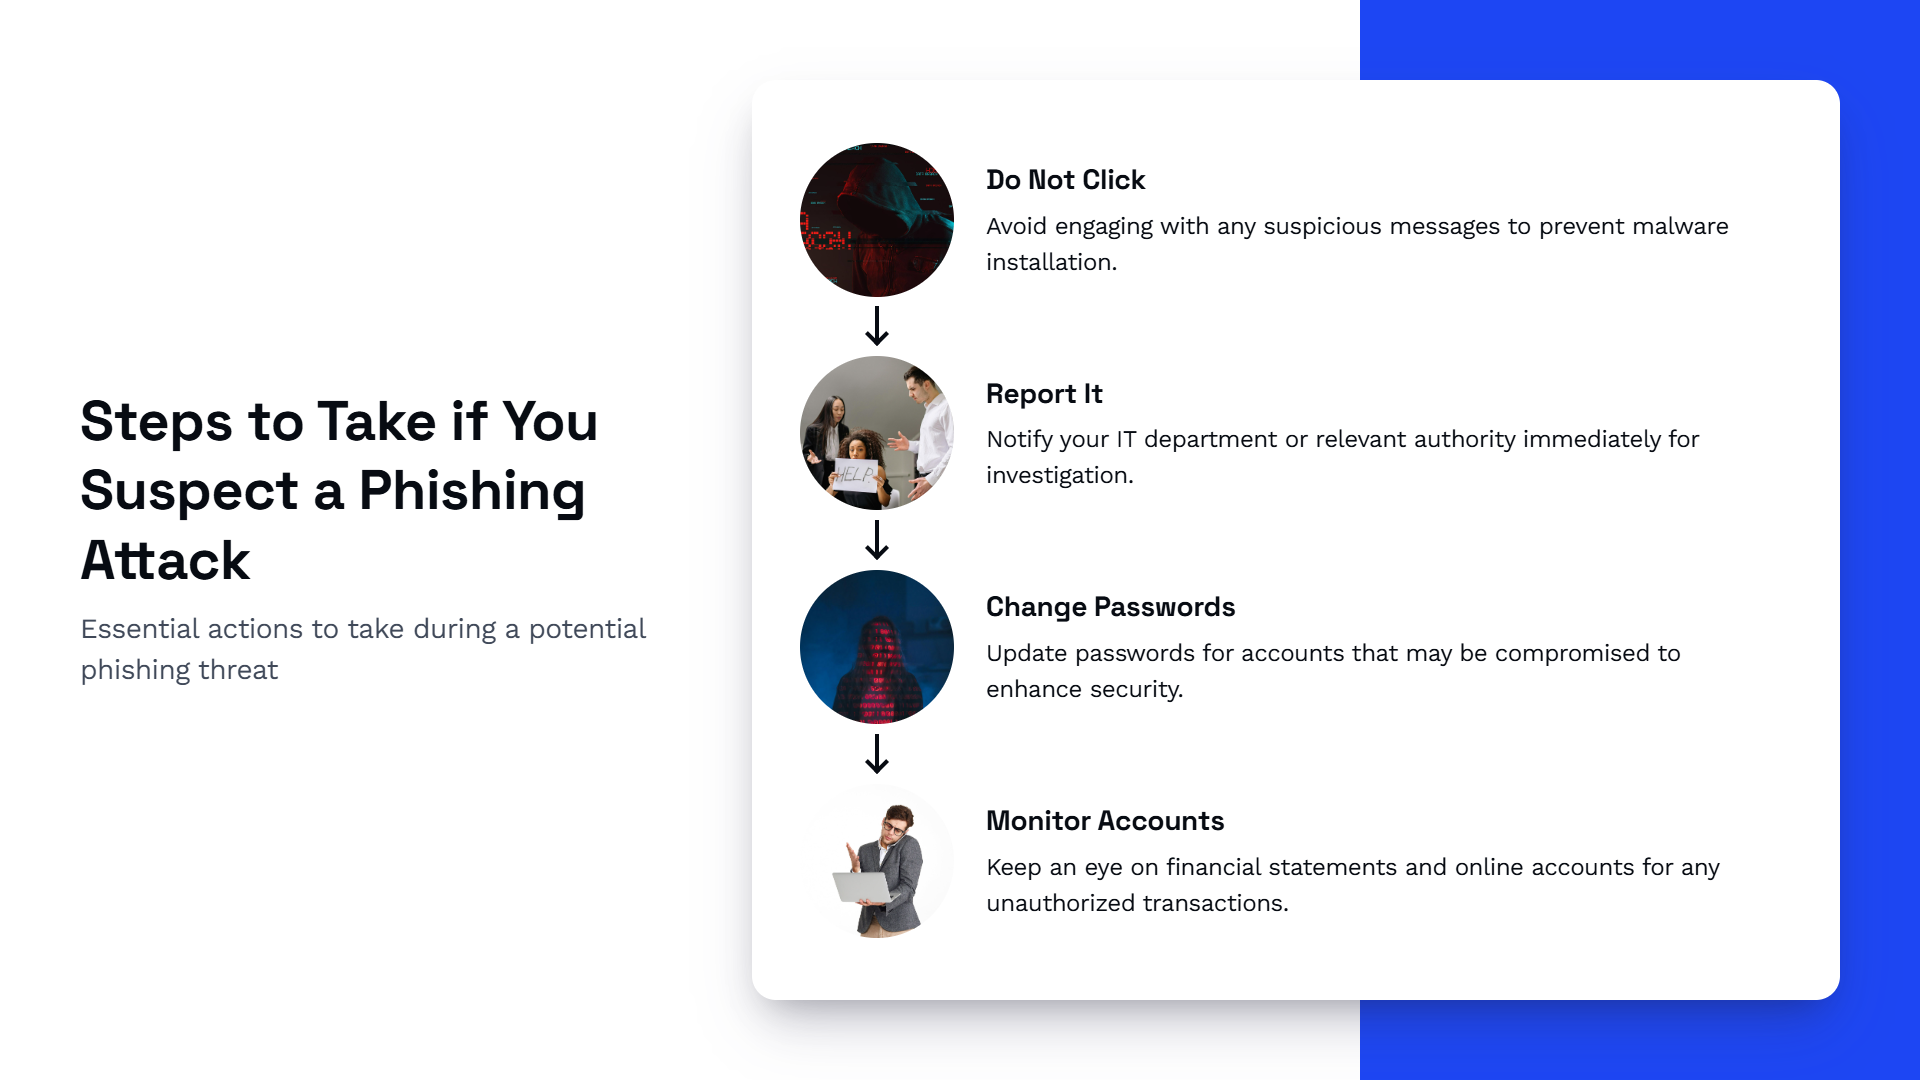 Steps to Take if You
Suspect a Phishing
Attack
Essential actions to take during a potential
phishing threat
Do Not Click
Avoid engaging with any suspicious messages to prevent malware
installation.
Report It
Notify your IT department or relevant authority immediately for
investigation.
HELP
Change Passwords
Update passwords for accounts that may be compromised to
enhance security.
Monitor Accounts
Keep an eye on financial statements and online accounts for any
unauthorized transactions.